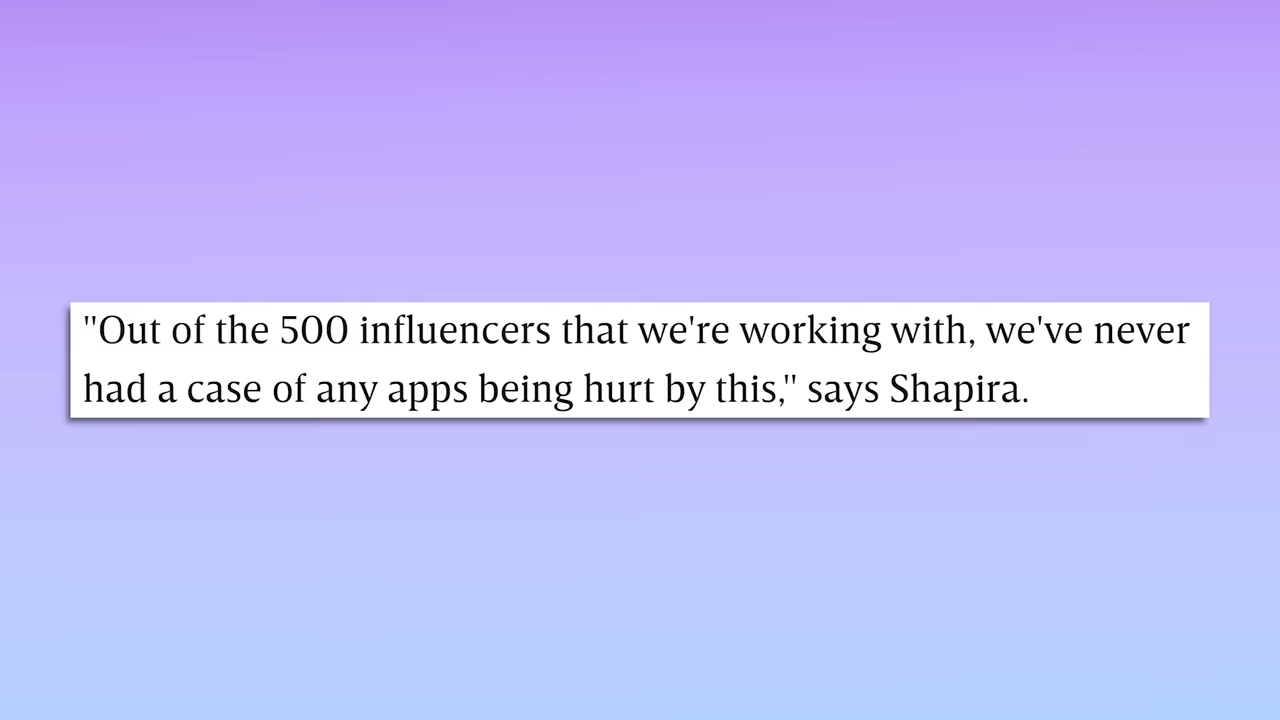 "Out of the 500 influencers that we're working with, we've never
had a case of any apps being hurt by this," says Shapira.